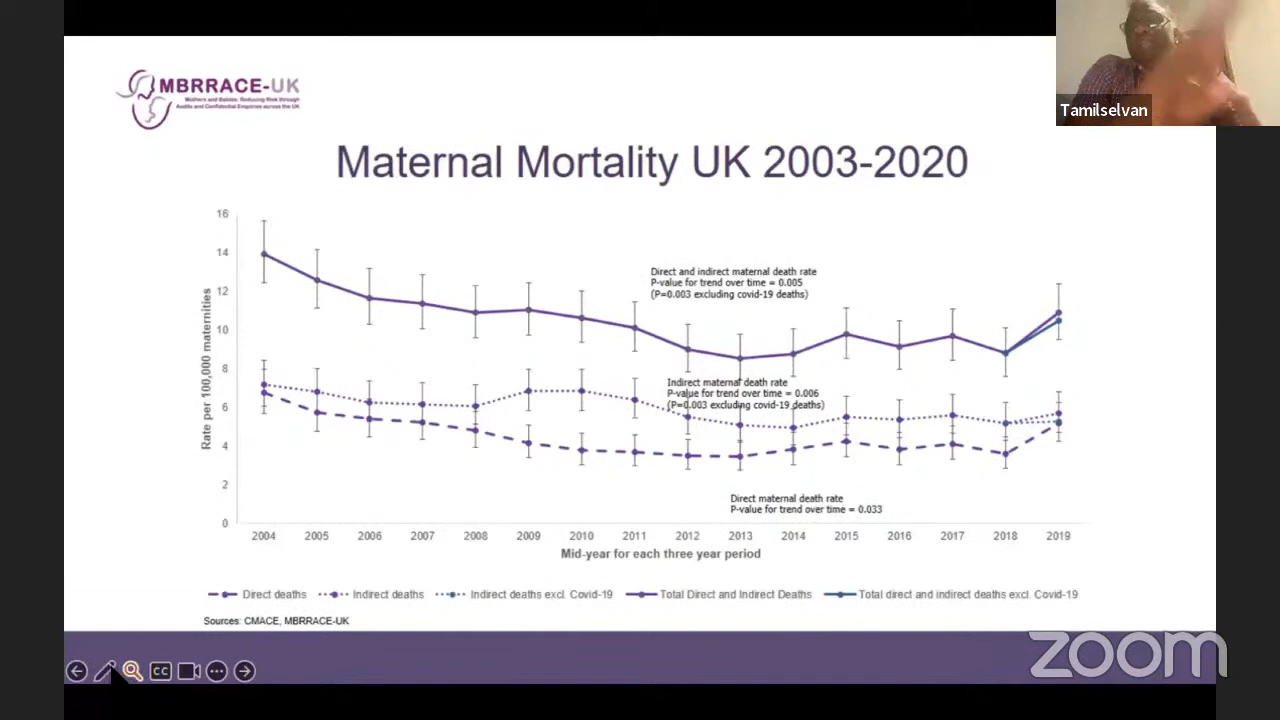 Tamilselvan
MBRRACE-UK
Mothers and Babies: Reducing Risk through
Audits and Confidential Enquiries across the UK
Maternal Mortality UK 2003-2020
Rate per 100,000 maternities
16
14
12
10
8
6
4
2
0
Direct and indirect maternal death rate
P-value for trend over time = 0.005
(P=0.003 excluding covid-19 deaths)
Indirect maternal death rate
P-value for trend over time = 0.006
(P=0.003 excluding covid-19 deaths)
Direct maternal death rate
P-value for trend over time = 0.033
2004 2005 2006 2007 2008 2009 2010 2011 2012 2013 2014 2015 2016 2017 2018 2019
Mid-year for each three year period
Direct deaths Indirect deaths Indirect deaths excl. Covid-19 Total Direct and Indirect Deaths Total direct and indirect deaths excl. Covid-19
Sources: CMACE, MBRRACE-UK
CC
zoom